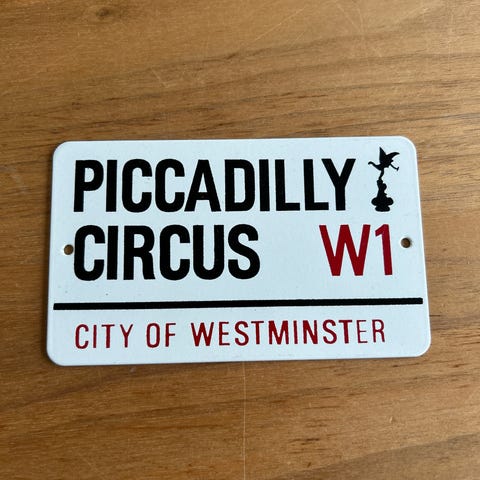 PICCADILLY
CIRCUS W1
CITY OF WESTMINSTER